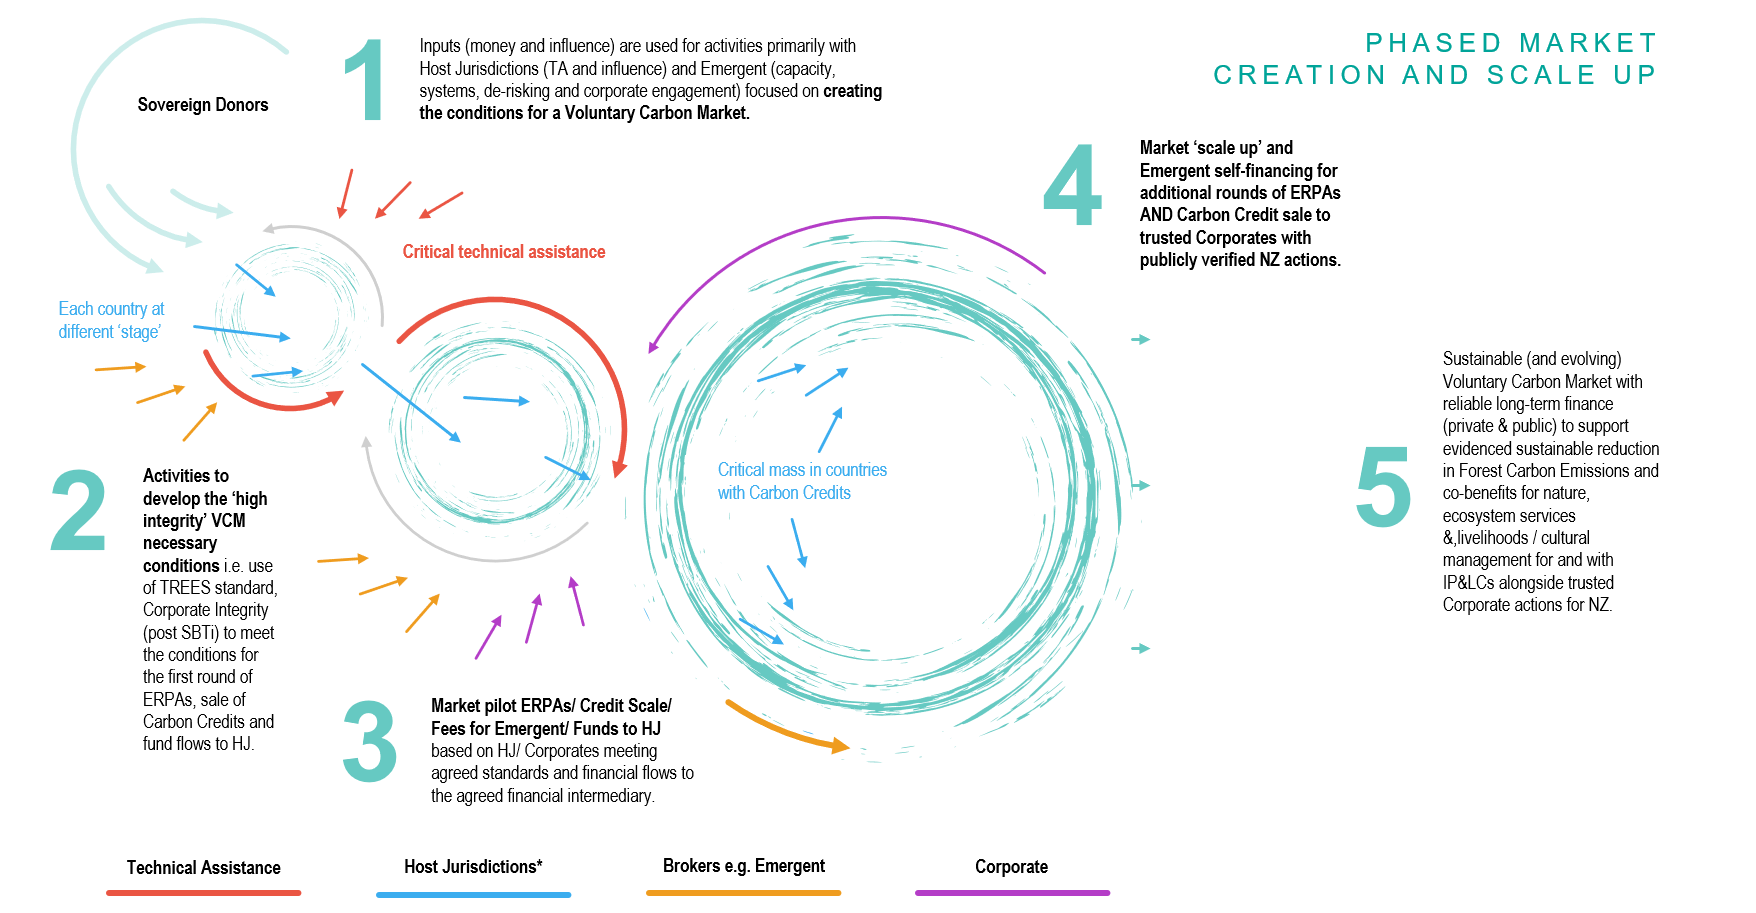 PHASED MARKET
CREATION AND SCALE UP
Sovereign Donors
1
Inputs (money and influence) are used for activities primarily with
Host Jurisdictions (TA and influence) and Emergent (capacity,
systems, de-risking and corporate engagement) focused on creating
the conditions for a Voluntary Carbon Market.
4
Market ‘scale up’ and
Emergent self-financing for
additional rounds of ERPAs
AND Carbon Credit sale to
trusted Corporates with
publicly verified NZ actions.
Critical technical assistance
Each country at
different ‘stage’
2
Activities to
develop the ‘high
integrity’ VCM
necessary
conditions i.e. use
of TREES standard,
Corporate Integrity
(post SBTi) to meet
the conditions for
the first round of
ERPAs, sale of
Carbon Credits and
fund flows to HJ.
Critical mass in countries
with Carbon Credits
5
Sustainable (and evolving)
Voluntary Carbon Market with
reliable long-term finance
(private & public) to support
evidenced sustainable reduction
in Forest Carbon Emissions and
co-benefits for nature,
ecosystem services
&,livelihoods / cultural
management for and with
IP&LCs alongside trusted
Corporate actions for NZ.
3
Market pilot ERPAs/ Credit Scale/
Fees for Emergent/ Funds to HJ
based on HJ/ Corporates meeting
agreed standards and financial flows to
the agreed financial intermediary.
Technical Assistance
Host Jurisdictions*
Brokers e.g. Emergent
Corporate